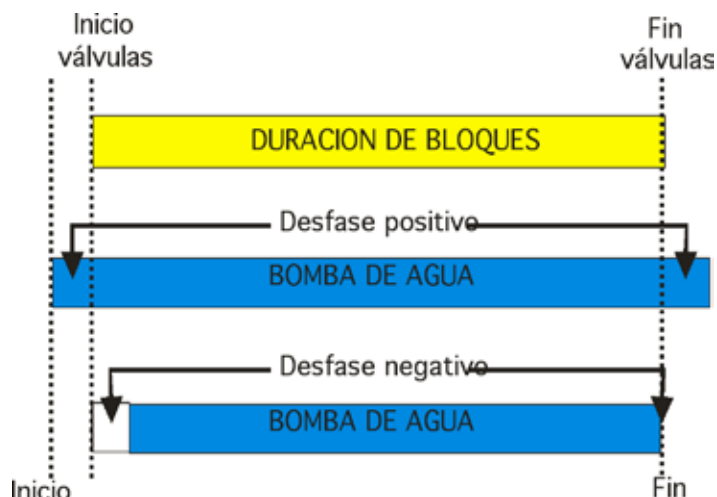 Inicio
válvulas
Fin
válvulas
DURACION DE BLOQUES
Desfase positivo
BOMBA DE AGUA
Desfase negativo
BOMBA DE AGUA
Inicio
Fin